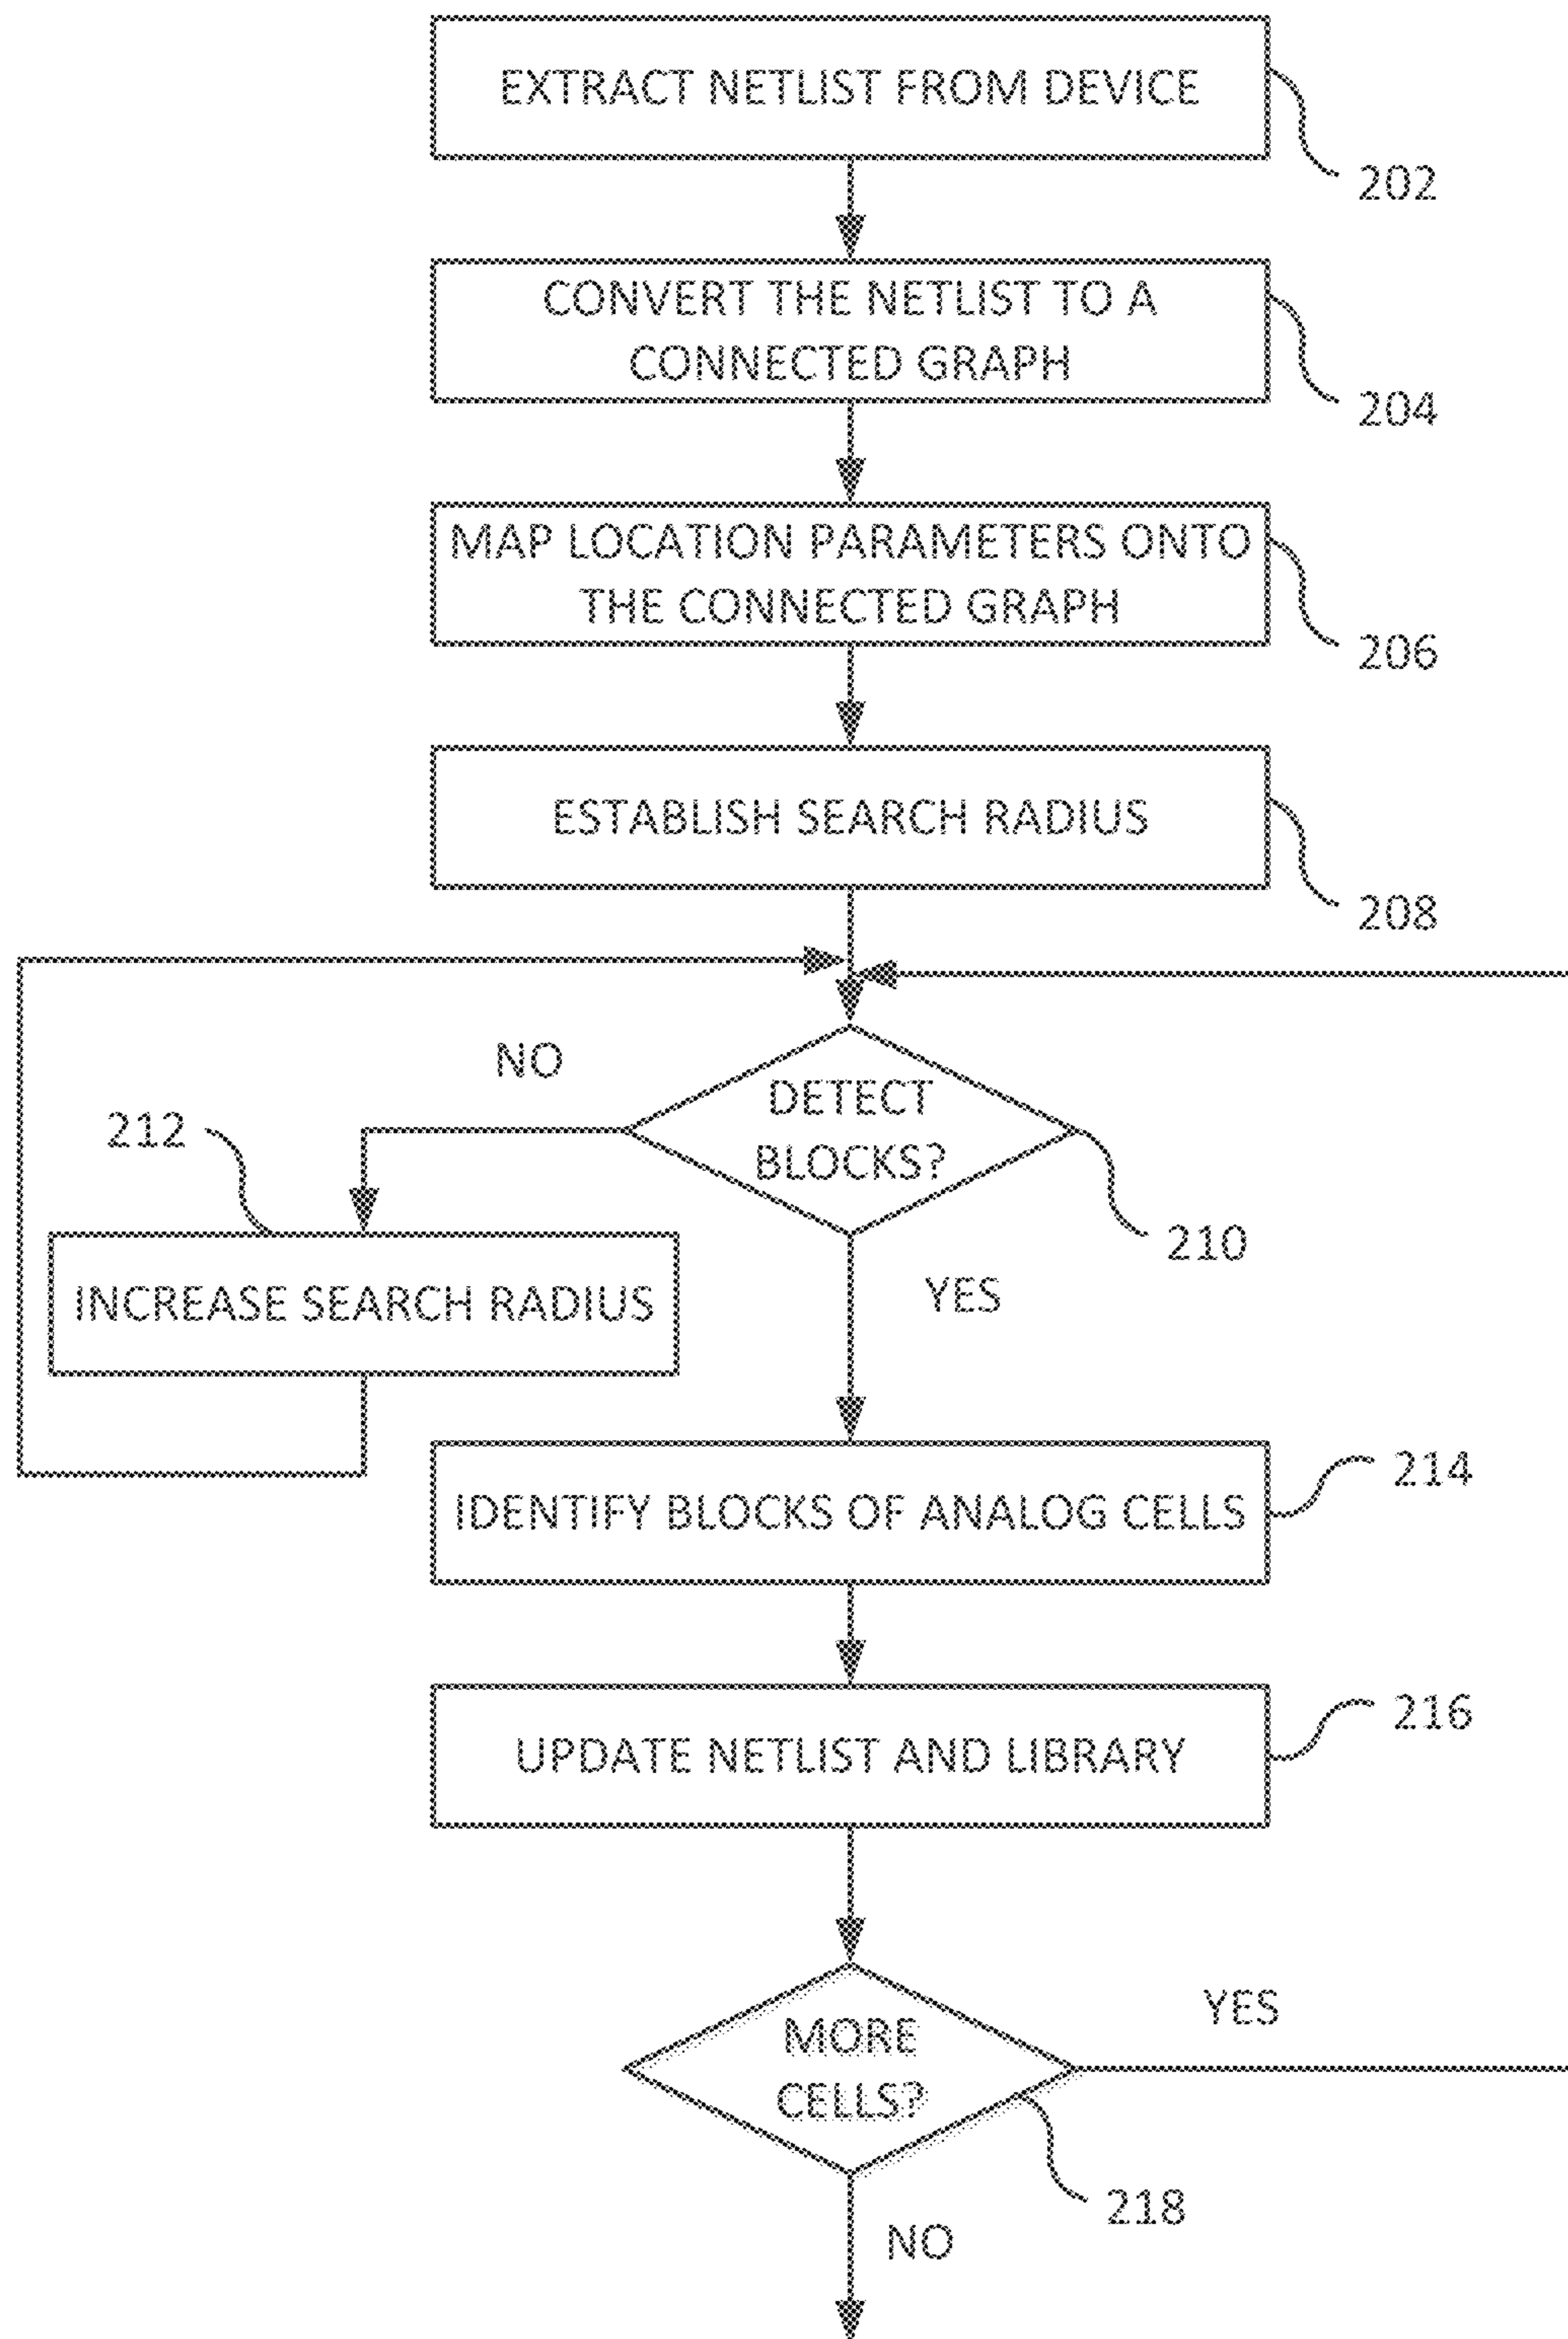 EXTRACT NETLIST FROM DEVICE
202
CONVERT THE NETLIST TO A
CONNECTED GRAPH
204
MAP LOCATION PARAMETERS ONTO
THE CONNECTED GRAPH
206
ESTABLISH SEARCH RADIUS
208
NO
DETECT
BLOCKS?
212
210
INCREASE SEARCH RADIUS
YES
214
IDENTIFY BLOCKS OF ANALOG CELLS
216
UPDATE NETLIST AND LIBRARY
YES
MORE
CELLS?
218
NO